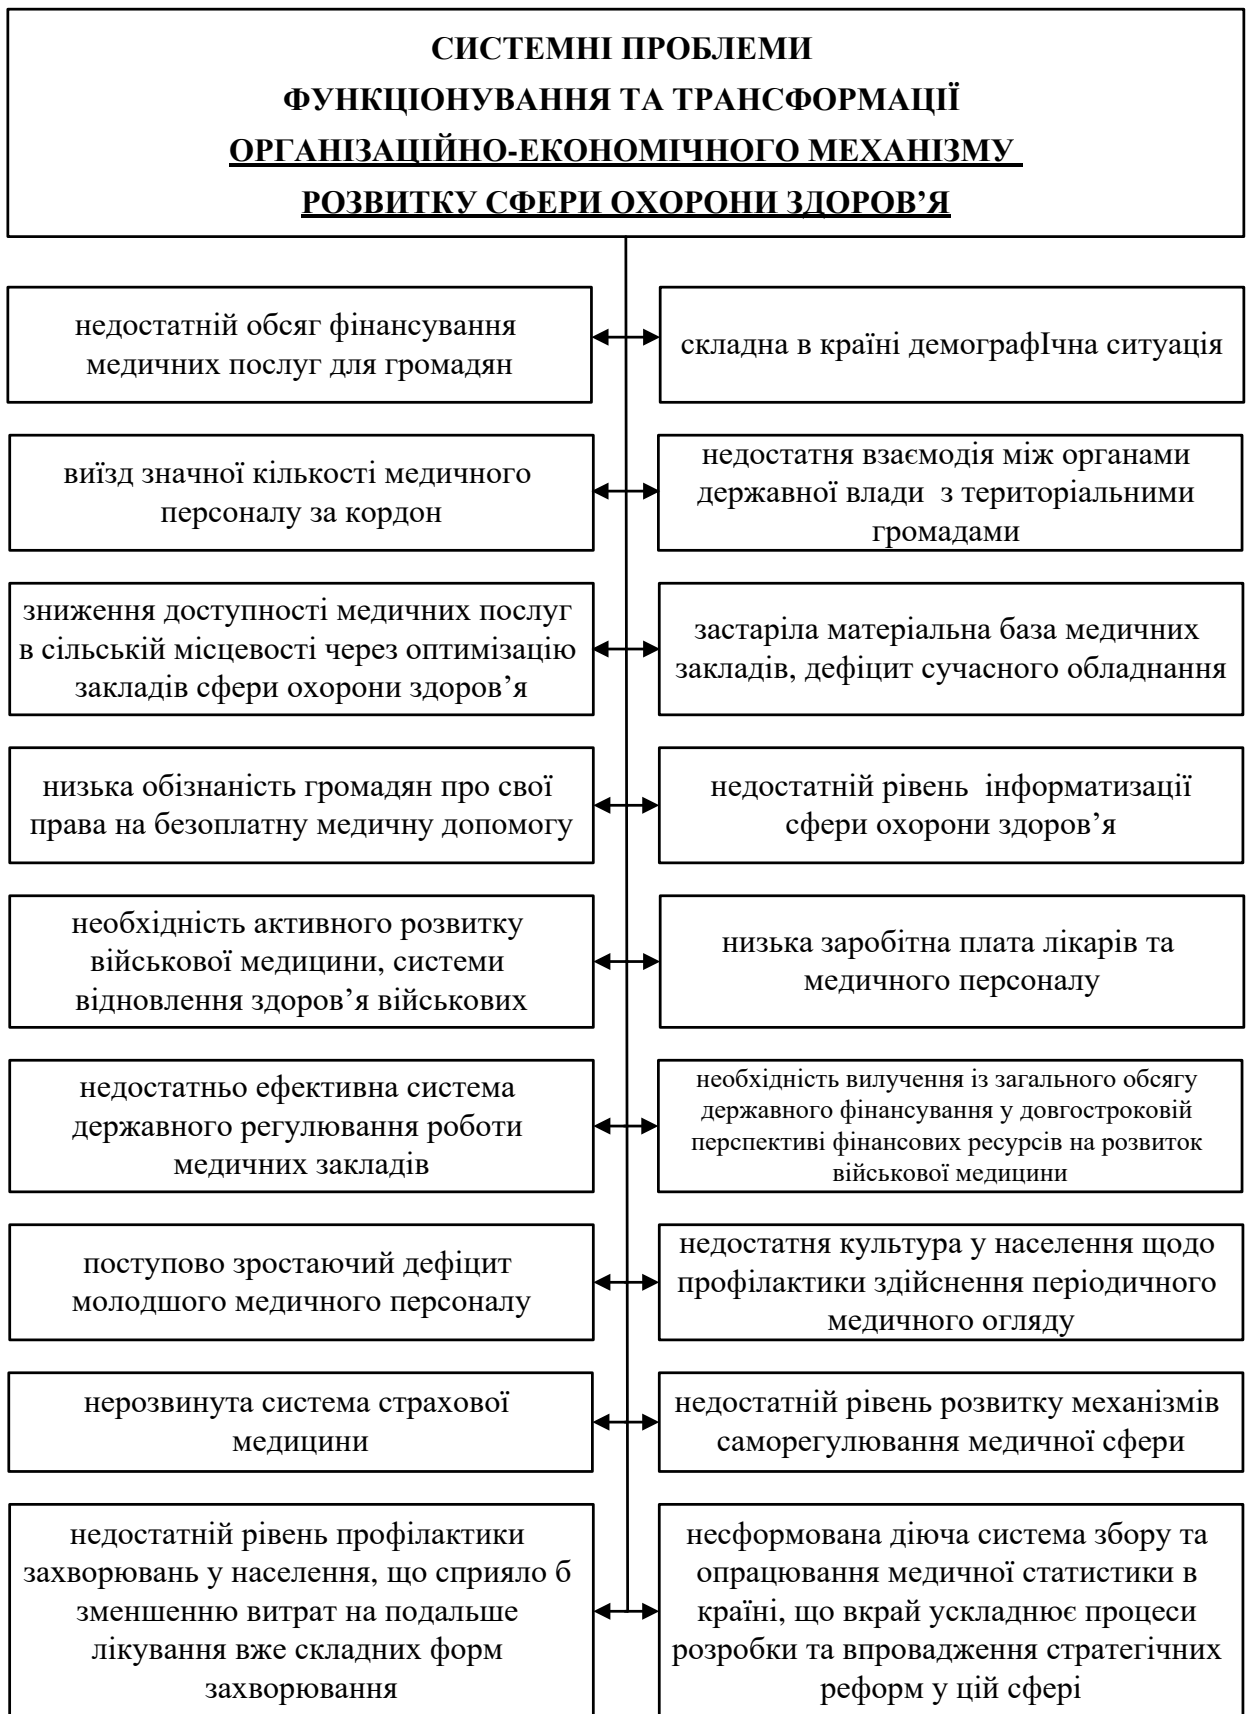 СИСТЕМНІ ПРОБЛЕМИ
ФУНКЦІОНУВАННЯ ТА ТРАНСФОРМАЦІЇ
ОРГАНІЗАЦІЙНО-ЕКОНОМІЧНОГО МЕХАНІЗМУ
РОЗВИТКУ СФЕРИ ОХОРОНИ ЗДОРОВ’Я
недостатній обсяг фінансування
медичних послуг для громадян
складна в країні демографІчна ситуація
виїзд значної кількості медичного
персоналу за кордон
недостатня взаємодія між органами
державної влади з територіальними
громадами
зниження доступності медичних послуг
в сільській місцевості через оптимізацію
закладів сфери охорони здоров’я
застаріла матеріальна база медичних
закладів, дефіцит сучасного обладнання
низька обізнаність громадян про свої
права на безоплатну медичну допомогу
недостатній рівень інформатизації
сфери охорони здоров’я
необхідність активного розвитку
військової медицини, системи
відновлення здоров’я військових
низька заробітна плата лікарів та
медичного персоналу
недостатньо ефективна система
державного регулювання роботи
медичних закладів
необхідність вилучення із загального обсягу
державного фінансування у довгостроковій
перспективі фінансових ресурсів на розвиток
військової медицини
поступово зростаючий дефіцит
молодшого медичного персоналу
недостатня культура у населення щодо
профілактики здійснення періодичного
медичного огляду
нерозвинута система страхової
медицини
недостатній рівень розвитку механізмів
саморегулювання медичної сфери
недостатній рівень профілактики
захворювань у населення, що сприяло б
зменшенню витрат на подальше
лікування вже складних форм
захворювання
несформована діюча система збору та
опрацювання медичної статистики в
країні, що вкрай ускладнює процеси
розробки та впровадження стратегічних
реформ у цій сфері